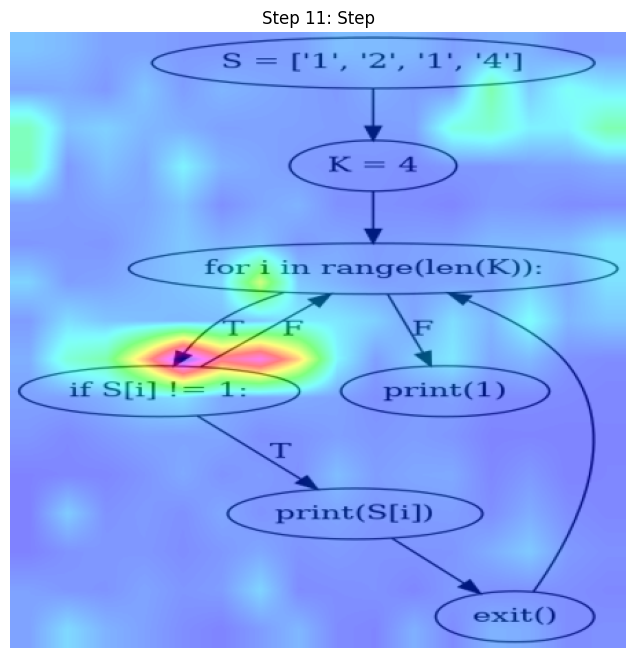 Step 11: Step
S = ['1', '2', '1', '4']
K = 4
for i in range(len(K)):
T
F
F
if S[i] != 1:
print(1)
T
print(S[i])
exit()